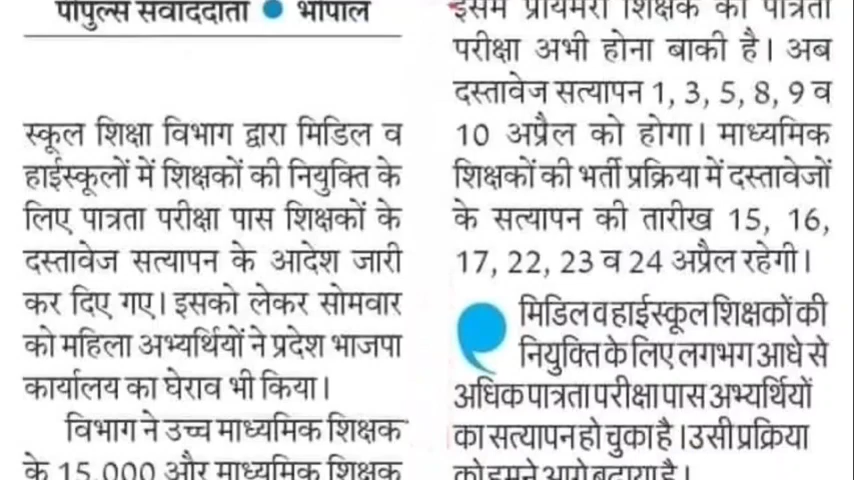 पीपुल्स संवाददाता ● भोपाल
स्कूल शिक्षा विभाग द्वारा मिडिल व
हाईस्कूलों में शिक्षकों की नियुक्ति के
लिए पात्रता परीक्षा पास शिक्षकों के
दस्तावेज सत्यापन के आदेश जारी
कर दिए गए। इसको लेकर सोमवार
को महिला अभ्यर्थियों ने प्रदेश भाजपा
कार्यालय का घेराव भी किया।
विभाग ने उच्च माध्यमिक शिक्षक
के 15,000 और माध्यमिक शिक्षक
इसमें प्रायमरी शिक्षक की पात्रता
परीक्षा अभी होना बाकी है। अब
दस्तावेज सत्यापन 1, 3, 5, 8, 9 व
10 अप्रैल को होगा। माध्यमिक
शिक्षकों की भर्ती प्रक्रिया में दस्तावेजों
के सत्यापन की तारीख 15, 16,
17, 22, 23 व 24 अप्रैल रहेगी।
मिडिल व हाईस्कूल शिक्षकों की
नियुक्ति के लिए लगभग आधे से
अधिक पात्रता परीक्षा पास अभ्यर्थियों
का सत्यापन हो चुका है। उसी प्रक्रिया
को हमने आगे बढ़ाया है।